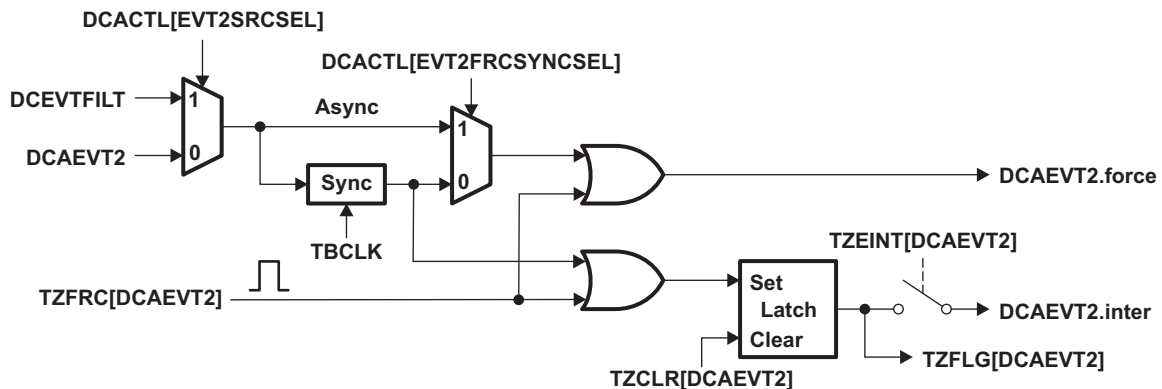 DCACTL[EVT2SRCSEL]
DCACTL[EVT2FRCSYNCSEL]
DCEVTFILT
1
Async
1
DCAEVT2
0
Sync
0
DCAEVT2.force
TBCLK
TZEINT[DCAEVT2]
TZFRC[DCAEVT2]
Set
Latch
Clear
DCAEVT2.inter
TZFLG[DCAEVT2]
TZCLR[DCAEVT2]